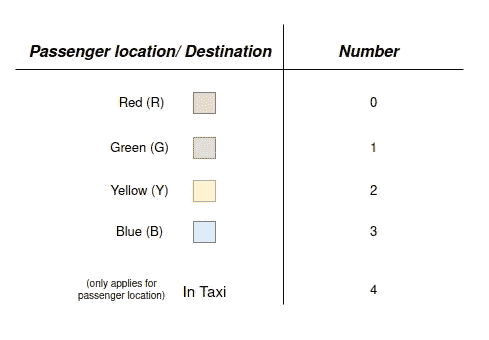 Passenger location/ Destination Number
Red (R) 0
Green (G) 1
Yellow (Y) 2
Blue (B) 3
(only applies for
passenger location) In Taxi 4